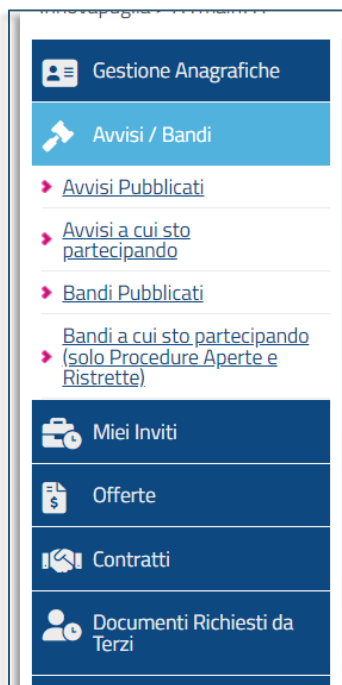 Gestione Anagrafiche
Avvisi / Bandi
Avvisi Pubblicati
Avvisi a cui sto
partecipando
Bandi Pubblicati
Bandi a cui sto partecipando
(solo Procedure Aperte e
Ristrette)
Miei Inviti
Offerte
Contratti
Documenti Richiesti da
Terzi